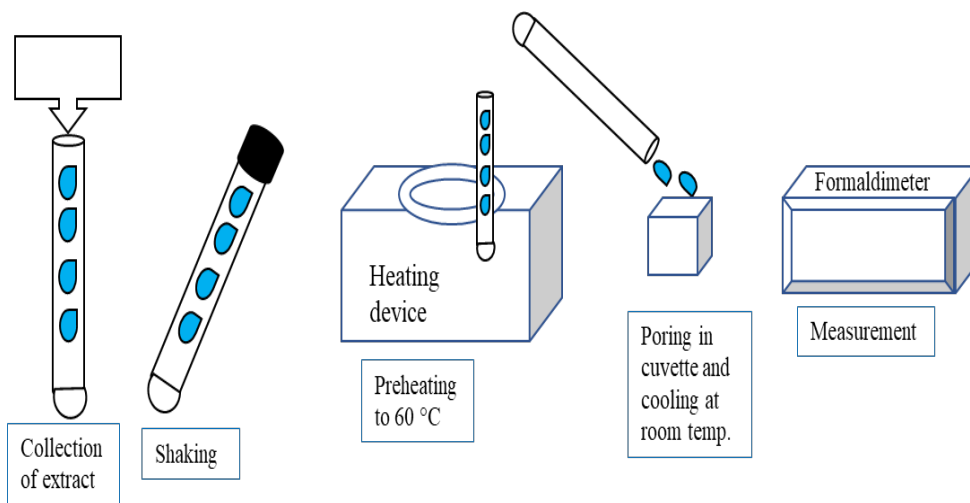 Collection
of extract
Shaking
Heating
device
Preheating
to 60 °C
Poring in
cuvette and
cooling at
room temp.
Formaldimeter
Measurement